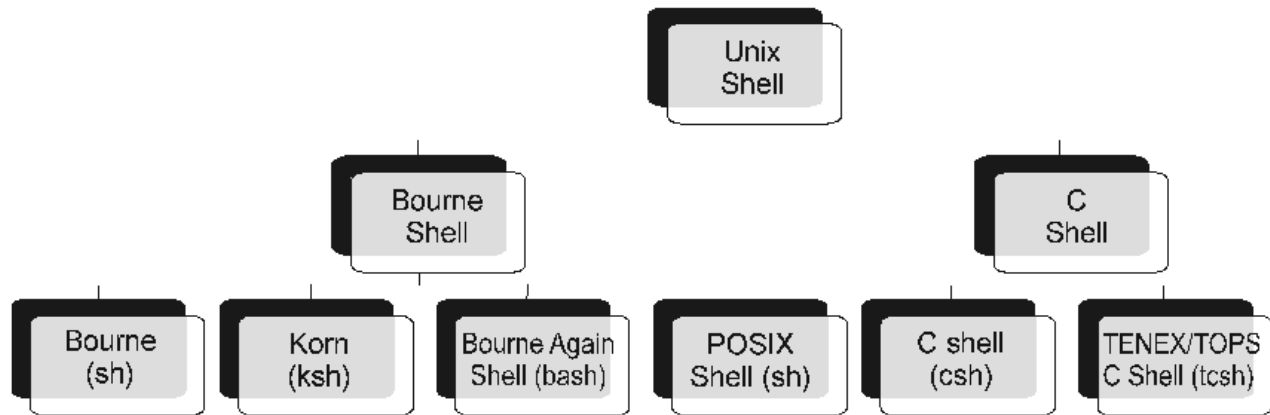 Unix
Shell
Bourne
Shell
C
Shell
Bourne
(sh)
Korn
(ksh)
Bourne Again
Shell (bash)
POSIX
Shell (sh)
C shell
(csh)
TENEX/TOPS
C Shell (tcsh)